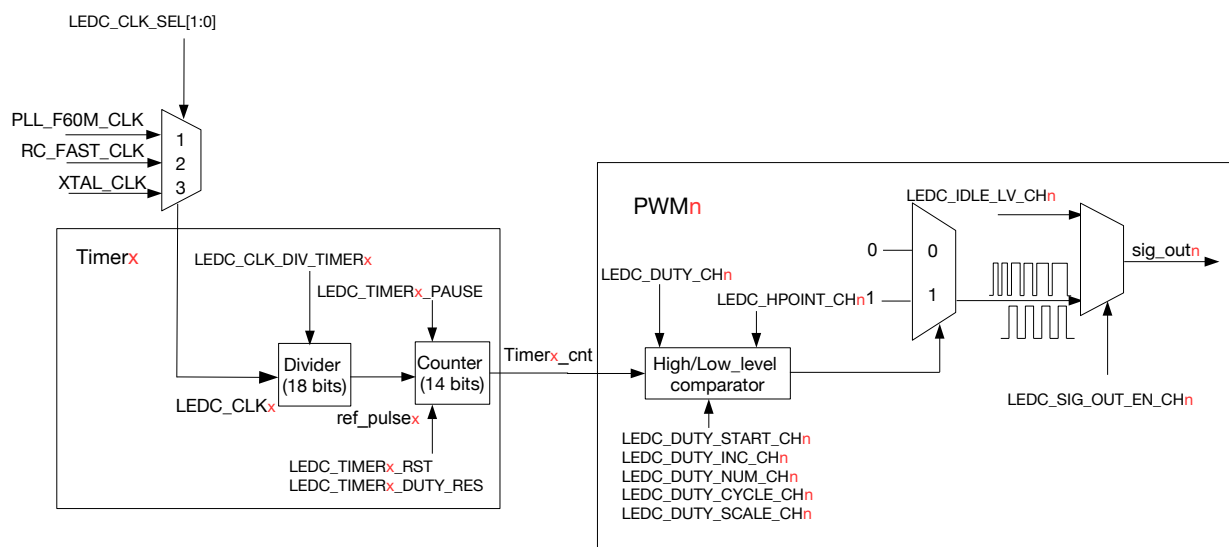 LEDC_CLK_SEL[1:0]
PLL_F60M_CLK
RC_FAST_CLK
XTAL_CLK
1
2
3
Timerx
LEDC_CLK_DIV_TIMERx
LEDC_TIMERx_PAUSE
Divider
(18 bits)
Counter
(14 bits)
LEDC_CLKx
ref_pulsex
LEDC_TIMERx_RST
LEDC_TIMERx_DUTY_RES
Timerx_cnt
PWMn
LEDC_DUTY_CHn
LEDC_HPOINT_CHn
High/Low_level
comparator
LEDC_DUTY_START_CHn
LEDC_DUTY_INC_CHn
LEDC_DUTY_NUM_CHn
LEDC_DUTY_CYCLE_CHn
LEDC_DUTY_SCALE_CHn
0
1
0
1
LEDC_IDLE_LV_CHn
sig_outn
LEDC_SIG_OUT_EN_CHn